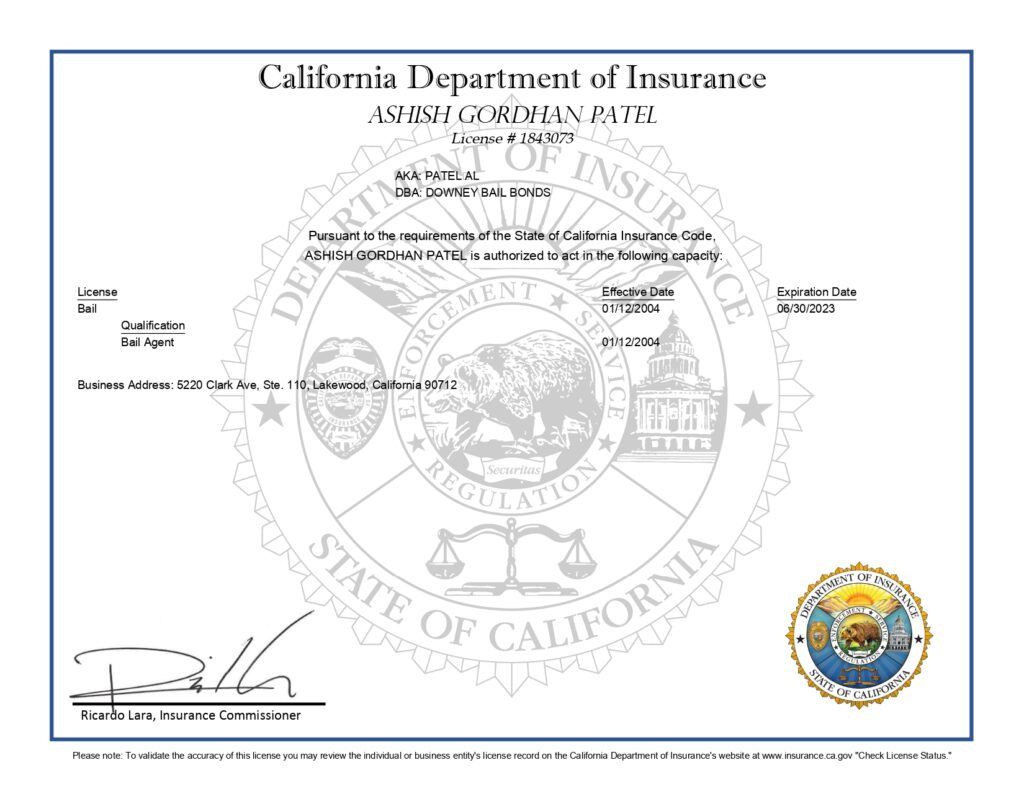 California Department of Insurance
ASHISH GORDHAN PATEL
License # 1843073
AKA: PATEL AL
DBA: DOWNEY BAIL BONDS
Pursuant to the requirements of the State of California Insurance Code,
ASHISH GORDHAN PATEL is authorized to act in the following capacity:
License Effective Date Expiration Date
Bail 01/12/2004 06/30/2023
Qualification
Bail Agent 01/12/2004
Business Address: 5220 Clark Ave, Ste. 110, Lakewood, California 90712
DEPARTMENT OF INSURANCE
ENFORCEMENT ★ SERVICE
Securitas
★ REGULATION ★
STATE OF CALIFORNIA
DEPARTMENT OF INSURANCE
ENFORCEMENT ★ SERVICE
REGULATION
STATE OF CALIFORNIA
Ricardo Lara, Insurance Commissioner
Please note: To validate the accuracy of this license you may review the individual or business entity's license record on the California Department of Insurance's website at www.insurance.ca.gov "Check License Status."